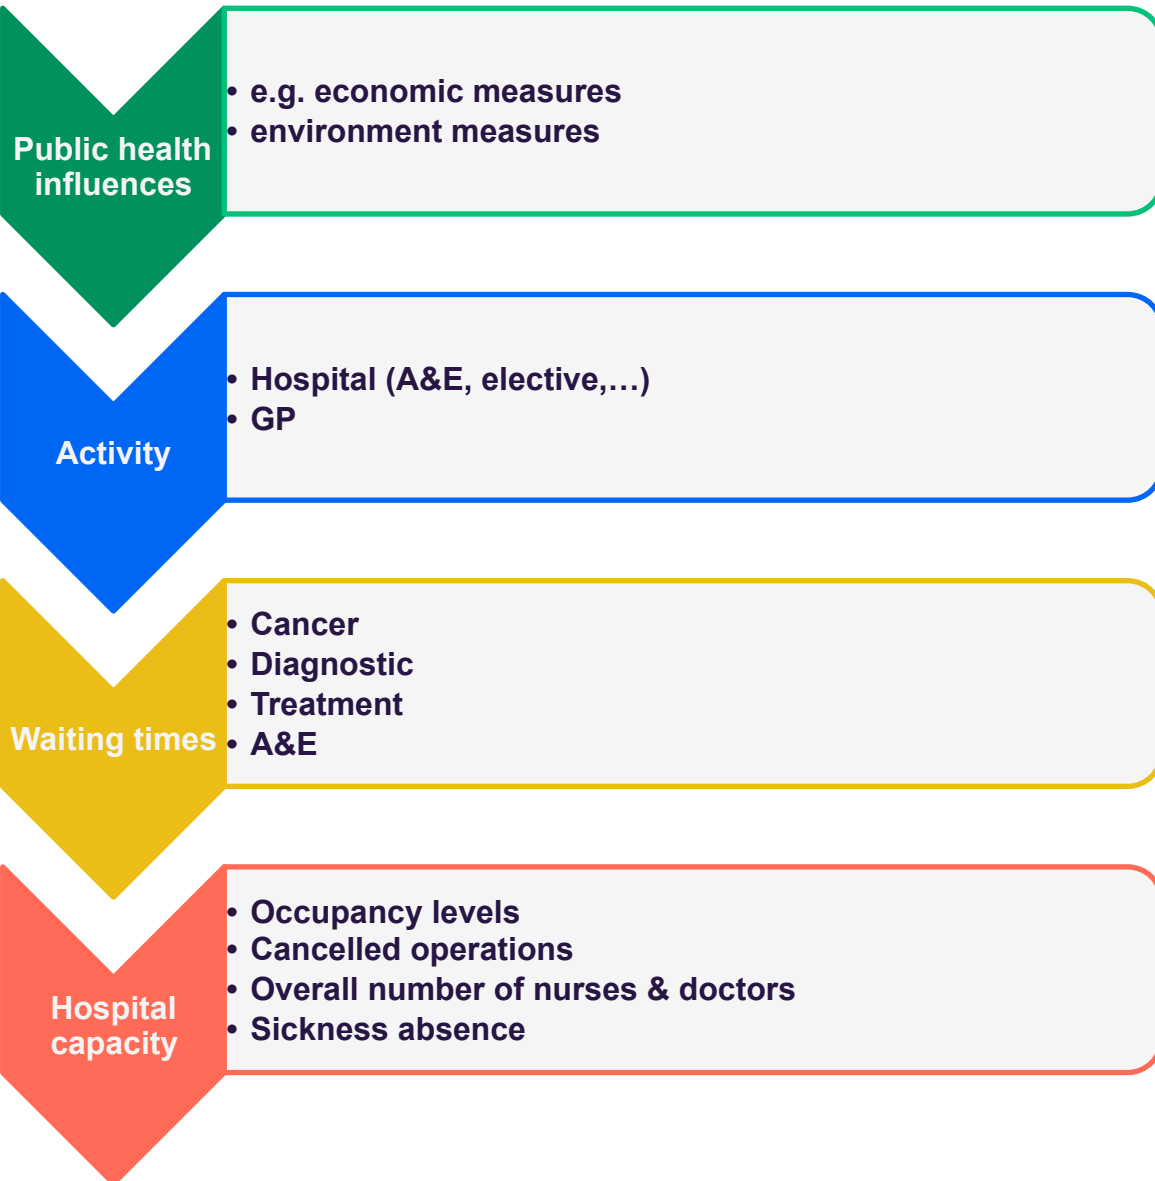 Public health
influences
• e.g. economic measures
• environment measures
Activity
• Hospital (A&E, elective,…)
• GP
Waiting times
• Cancer
• Diagnostic
• Treatment
• A&E
Hospital
capacity
• Occupancy levels
• Cancelled operations
• Overall number of nurses & doctors
• Sickness absence